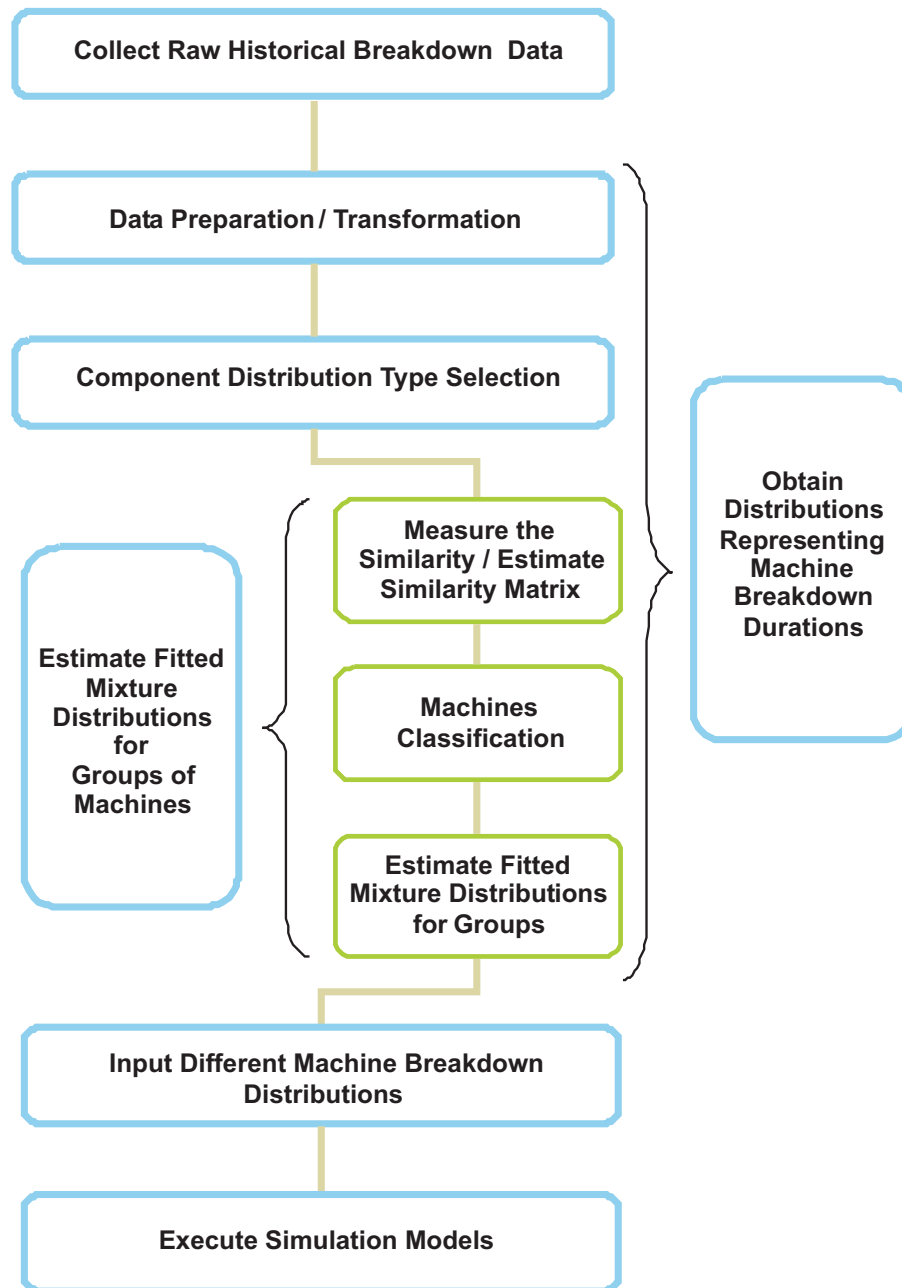 Collect Raw Historical Breakdown Data
Data Preparation / Transformation
Component Distribution Type Selection
Measure the
Similarity / Estimate
Similarity Matrix
Machines
Classification
Estimate Fitted
Mixture Distributions
for Groups
Estimate Fitted
Mixture
Distributions
for
Groups of
Machines
Obtain
Distributions
Representing
Machine
Breakdown
Durations
Input Different Machine Breakdown
Distributions
Execute Simulation Models